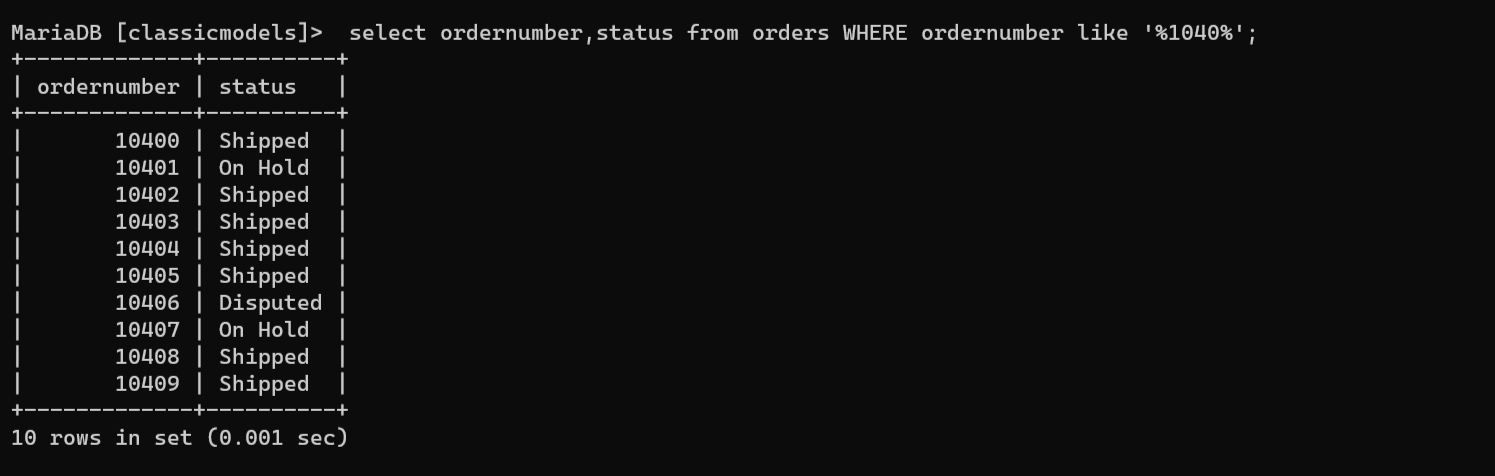 MariaDB [classicmodels]>  select ordernumber,status from orders WHERE ordernumber like '%1040%';
+-------------+----------+
| ordernumber | status   |
+-------------+----------+
|       10400 | Shipped  |
|       10401 | On Hold  |
|       10402 | Shipped  |
|       10403 | Shipped  |
|       10404 | Shipped  |
|       10405 | Shipped  |
|       10406 | Disputed |
|       10407 | On Hold  |
|       10408 | Shipped  |
|       10409 | Shipped  |
+-------------+----------+
10 rows in set (0.001 sec)